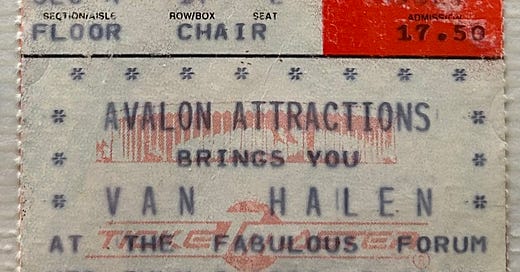 SECTION/AISLE ROW/BOX SEAT ADMISSION
FLOOR CHAIR 17.50
* * * * * * * * *
* AVALON ATTRACTIONS *
BRINGS YOU
* VAN HALEN *
TICKETMASTER
AT THE FABULOUS FORUM